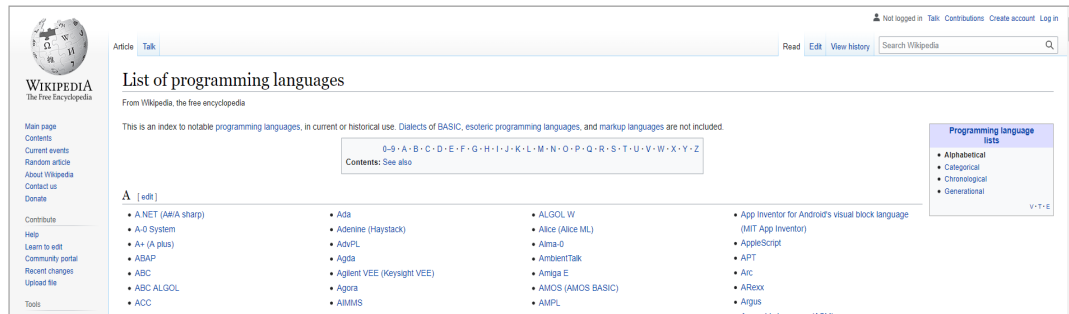 Not logged in Talk Contributions Create account Log in
Article Talk
Read Edit View history Search Wikipedia
WIKIPEDIA
The Free Encyclopedia
Main page
Contents
Current events
Random article
About Wikipedia
Contact us
Donate
Contribute
Help
Learn to edit
Community portal
Recent changes
Upload file
Tools
List of programming languages
From Wikipedia, the free encyclopedia
This is an index to notable programming languages, in current or historical use. Dialects of BASIC, esoteric programming languages, and markup languages are not included.
0–9 · A · B · C · D · E · F · G · H · I · J · K · L · M · N · O · P · Q · R · S · T · U · V · W · X · Y · Z
Contents: See also
Programming language
lists
• Alphabetical
• Categorical
• Chronological
• Generational
V · T · E
A [ edit ]
• A.NET (A#/A sharp)
• A-0 System
• A+ (A plus)
• ABAP
• ABC
• ABC ALGOL
• ACC
• Ada
• Adenine (Haystack)
• AdvPL
• Agda
• Agilent VEE (Keysight VEE)
• Agora
• AIMMS
• ALGOL W
• Alice (Alice ML)
• Alma-0
• AmbientTalk
• Amiga E
• AMOS (AMOS BASIC)
• AMPL
• App Inventor for Android's visual block language
(MIT App Inventor)
• AppleScript
• APT
• Arc
• ARexx
• Argus